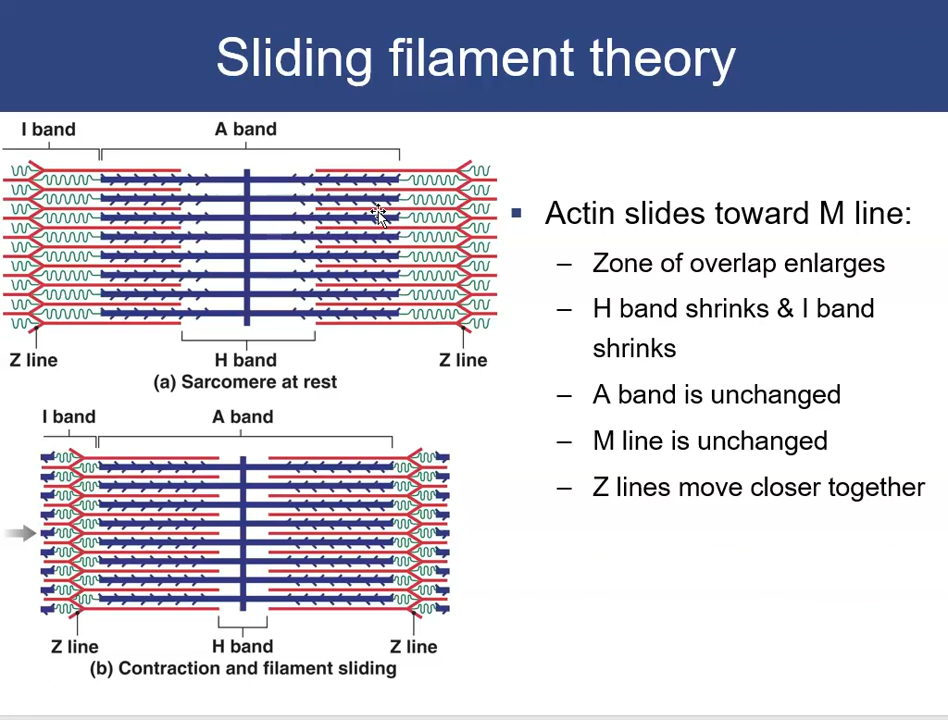 Sliding filament theory
I band
A band
Z line
H band
Z line
(a) Sarcomere at rest
I band
A band
Z line
H band
Z line
(b) Contraction and filament sliding
▪ Actin slides toward M line:
– Zone of overlap enlarges
– H band shrinks & I band
shrinks
– A band is unchanged
– M line is unchanged
– Z lines move closer together